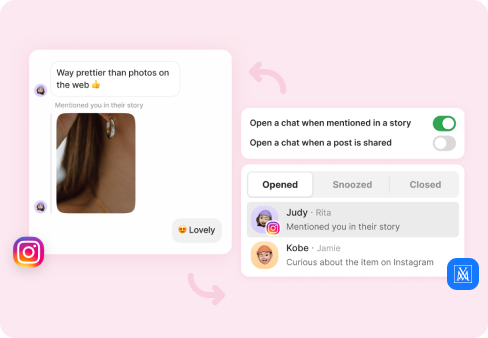 Way prettier than photos on
the web 👍
Mentioned you in their story
😍 Lovely
Open a chat when mentioned in a story
Open a chat when a post is shared
Opened Snoozed Closed
Judy · Rita
Mentioned you in their story
Kobe · Jamie
Curious about the item on Instagram